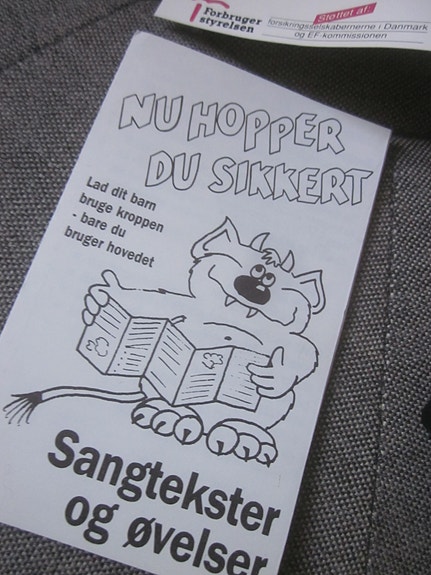 Forbruger
styrelsen
Støttet af:
forsikringsselskabernerne i Danmark
og EF-kommissionen
NU HOPPER
DU SIKKERT
Lad dit barn
bruge kroppen
- bare du
bruger hovedet
Sangtekster
og øvelser